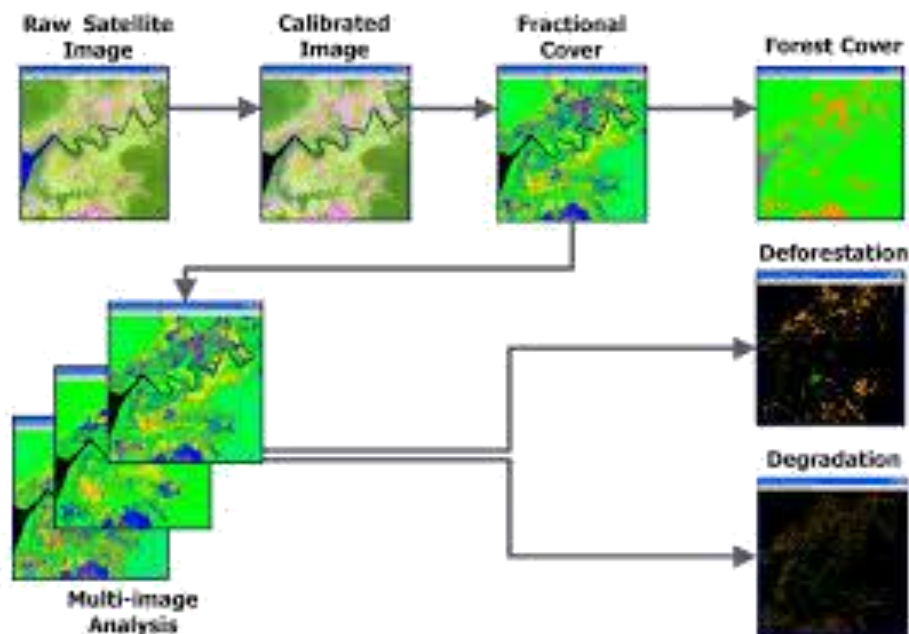 Raw Satellite
Image
Calibrated
Image
Fractional
Cover
Forest Cover
Deforestation
Degradation
Multi-image
Analysis